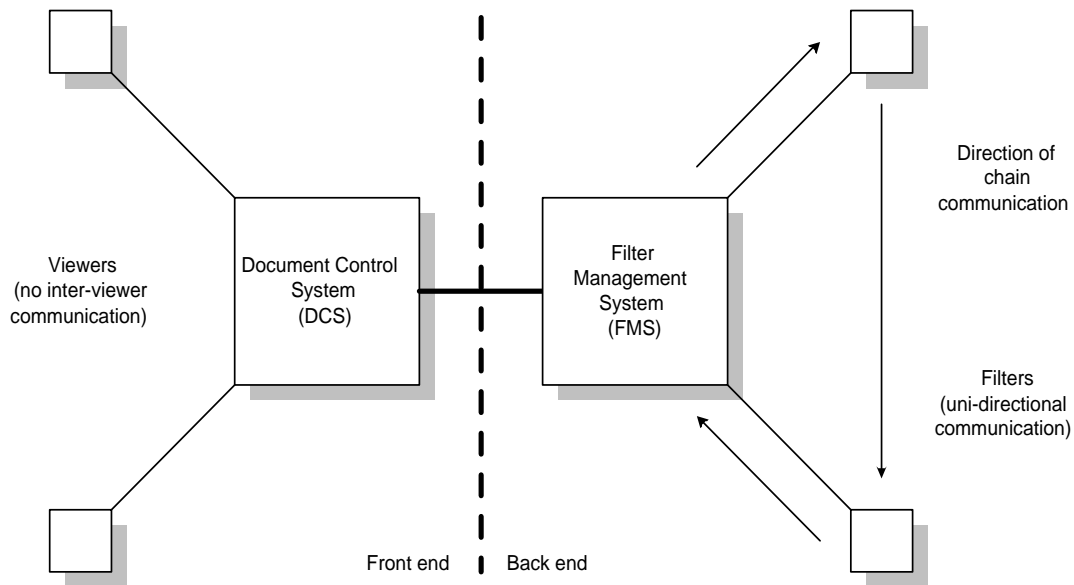 Viewers
(no inter-viewer
communication)
Document Control
System
(DCS)
Filter
Management
System
(FMS)
Direction of
chain
communication
Filters
(uni-directional
communication)
Front end
Back end